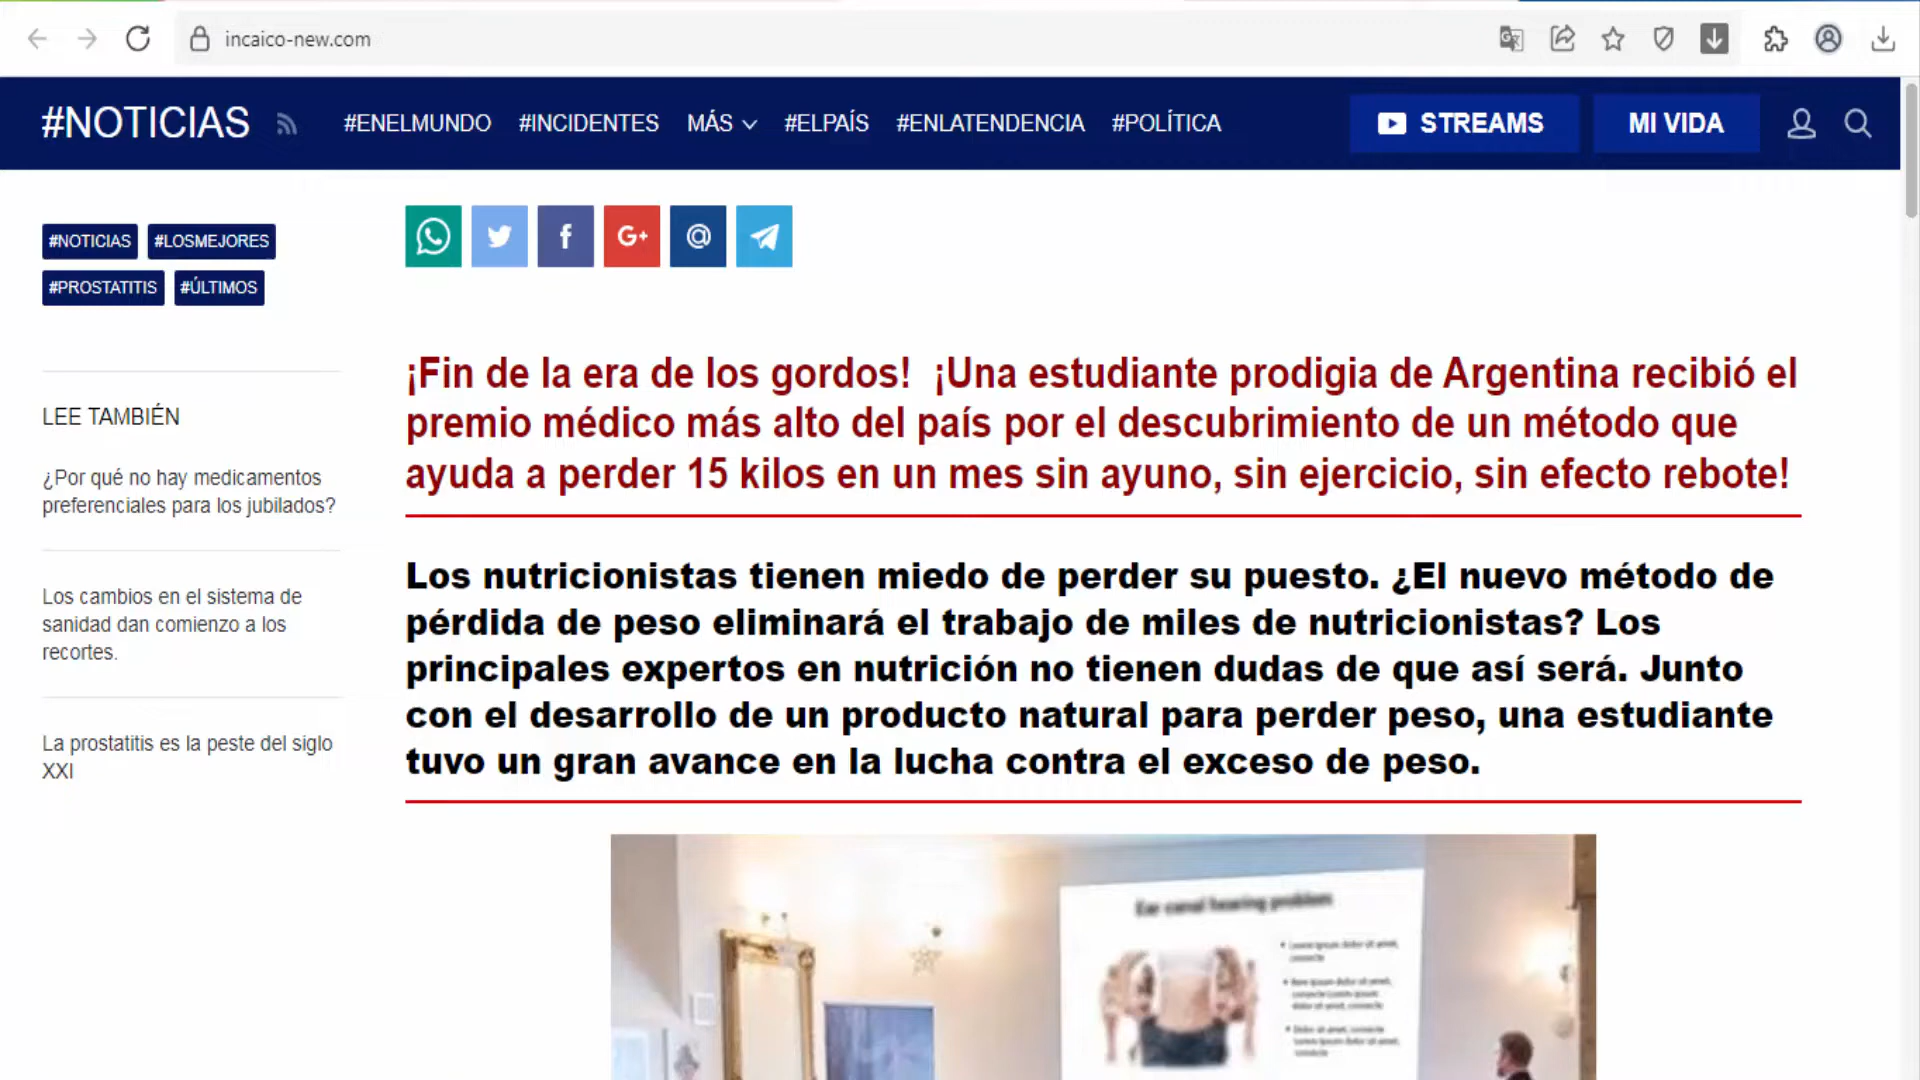 incaico-new.com
#NOTICIAS
#ENELMUNDO
#INCIDENTES
MÁS
#ELPAÍS
#ENLATENDENCIA
#POLÍTICA
STREAMS
MI VIDA
#NOTICIAS
#LOSMEJORES
#PROSTATITIS
#ÚLTIMOS
LEE TAMBIÉN
¿Por qué no hay medicamentos
preferenciales para los jubilados?
Los cambios en el sistema de
sanidad dan comienzo a los
recortes.
La prostatitis es la peste del siglo
XXI
¡Fin de la era de los gordos! ¡Una estudiante prodigia de Argentina recibió el
premio médico más alto del país por el descubrimiento de un método que
ayuda a perder 15 kilos en un mes sin ayuno, sin ejercicio, sin efecto rebote!
Los nutricionistas tienen miedo de perder su puesto. ¿El nuevo método de
pérdida de peso eliminará el trabajo de miles de nutricionistas? Los
principales expertos en nutrición no tienen dudas de que así será. Junto
con el desarrollo de un producto natural para perder peso, una estudiante
tuvo un gran avance en la lucha contra el exceso de peso.
Ear canal hearing problem